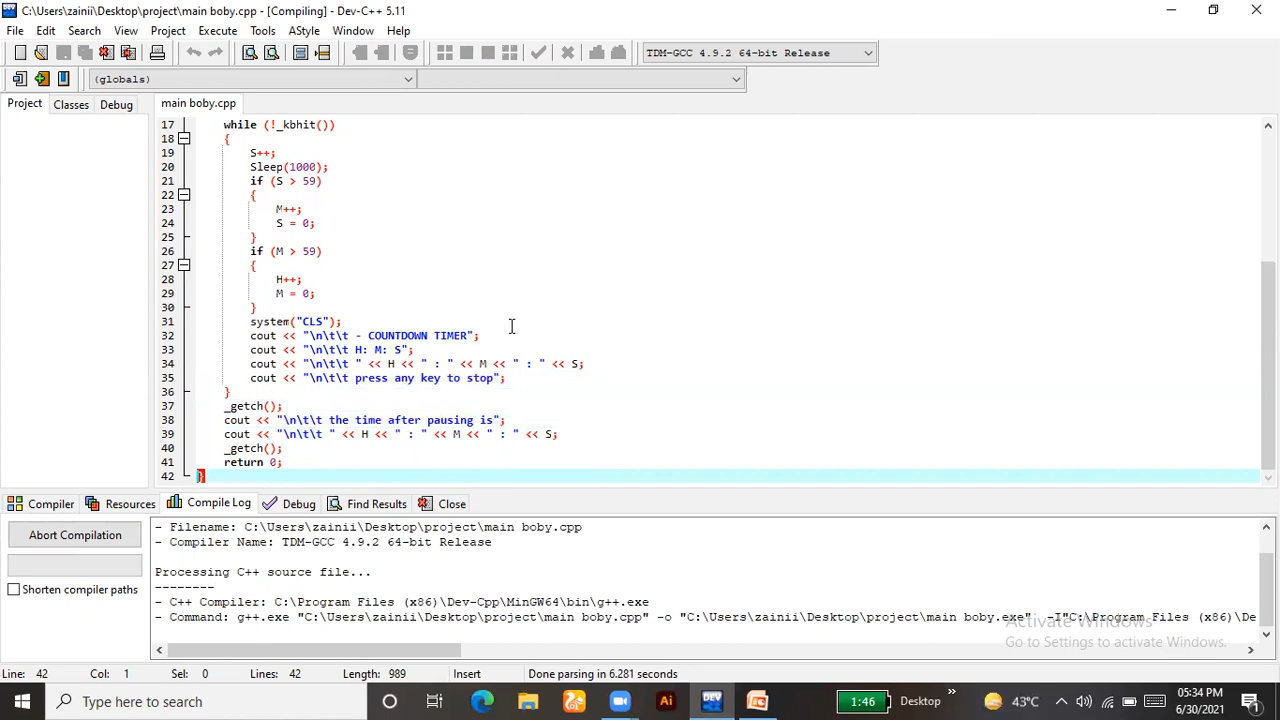 C:\Users\zainii\Desktop\project\main boby.cpp - [Compiling] - Dev-C++ 5.11
File Edit Search View Project Execute Tools AStyle Window Help
TDM-GCC 4.9.2 64-bit Release
(globals)
Project Classes Debug main boby.cpp
17 while (!_kbhit())
18 {
19 S++;
20 Sleep(1000);
21 if (S > 59)
22 {
23 M++;
24 S = 0;
25 }
26 if (M > 59)
27 {
28 H++;
29 M = 0;
30 }
31 system("CLS");
32 cout << "\n\t\t - COUNTDOWN TIMER";
33 cout << "\n\t\t H: M: S";
34 cout << "\n\t\t " << H << " : " << M << " : " << S;
35 cout << "\n\t\t press any key to stop";
36 }
37 _getch();
38 cout << "\n\t\t the time after pausing is";
39 cout << "\n\t\t " << H << " : " << M << " : " << S;
40 _getch();
41 return 0;
42 }
Compiler Resources Compile Log Debug Find Results Close
Abort Compilation
Shorten compiler paths
- Filename: C:\Users\zainii\Desktop\project\main boby.cpp
- Compiler Name: TDM-GCC 4.9.2 64-bit Release
Processing C++ source file...
--------
- C++ Compiler: C:\Program Files (x86)\Dev-Cpp\MinGW64\bin\g++.exe
- Command: g++.exe "C:\Users\zainii\Desktop\project\main boby.cpp" -o "C:\Users\zainii\Desktop\project\main boby.exe" -I"C:\Program Files (x86)\De
Activate Windows
Go to Settings to activate Windows.
Line: 42 Col: 1 Sel: 0 Lines: 42 Length: 989 Insert Done parsing in 6.281 seconds
Type here to search
DEV
Ai
1:46
Desktop
43°C
05:34 PM
6/30/2021
1